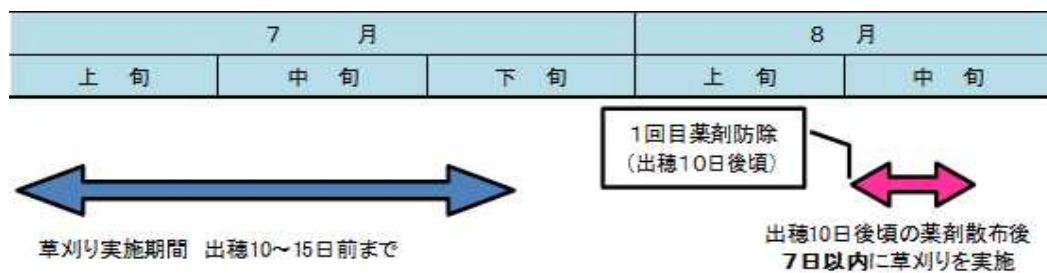 7 月
8 月
上 旬
中 旬
下 旬
上 旬
中 旬
1回目薬剤防除
（出穂10日後頃）
草刈り実施期間 出穂10～15日前まで
出穂10日後頃の薬剤散布後
7日以内に草刈りを実施